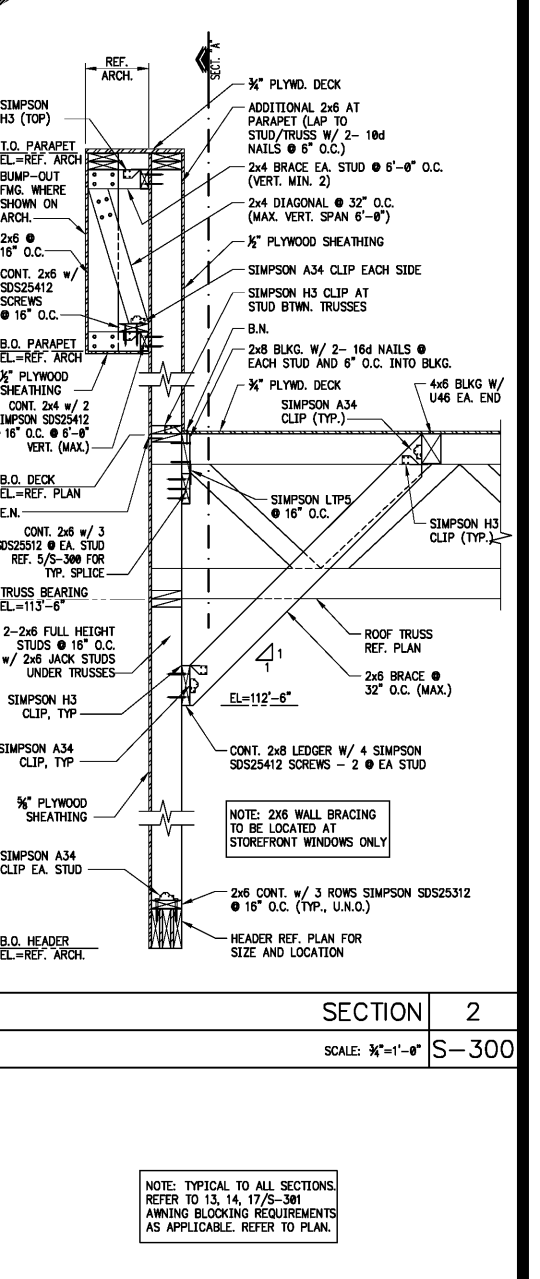 SECT. "A"
REF.
ARCH.
SIMPSON
H3 (TOP)
T.O. PARAPET
EL.=REF. ARCH
BUMP-OUT
FMG. WHERE
SHOWN ON
ARCH.
2x6 @
16" O.C.
CONT. 2x6 w/
SDS25412
SCREWS
@ 16" O.C.
B.O. PARAPET
EL.=REF. ARCH
½" PLYWOOD
SHEATHING
CONT. 2x4 w/ 2
IMPSON SDS25412
16" O.C. @ 6'-0"
VERT. (MAX.)
B.O. DECK
EL.=REF. PLAN
E.N.
CONT. 2x6 w/ 3
SDS25512 @ EA. STUD
REF. 5/S-300 FOR
TYP. SPLICE
TRUSS BEARING
EL.=113'-6"
2-2x6 FULL HEIGHT
STUDS @ 16" O.C.
w/ 2x6 JACK STUDS
UNDER TRUSSES
SIMPSON H3
CLIP, TYP
SIMPSON A34
CLIP, TYP
⅝" PLYWOOD
SHEATHING
SIMPSON A34
CLIP EA. STUD
B.O. HEADER
EL.=REF. ARCH.
¾" PLYWD. DECK
ADDITIONAL 2x6 AT
PARAPET (LAP TO
STUD/TRUSS W/ 2- 10d
NAILS @ 6" O.C.)
2x4 BRACE EA. STUD @ 6'-0" O.C.
(VERT. MIN. 2)
2x4 DIAGONAL @ 32" O.C.
(MAX. VERT. SPAN 6'-0")
½" PLYWOOD SHEATHING
SIMPSON A34 CLIP EACH SIDE
SIMPSON H3 CLIP AT
STUD BTWN. TRUSSES
B.N.
2x8 BLKG. W/ 2- 16d NAILS @
EACH STUD AND 6" O.C. INTO BLKG.
¾" PLYWD. DECK
4x6 BLKG W/
U46 EA. END
SIMPSON A34
CLIP (TYP.)
SIMPSON LTP5
@ 16" O.C.
SIMPSON H3
CLIP (TYP.)
ROOF TRUSS
REF. PLAN
2x6 BRACE @
32" O.C. (MAX.)
1
1
EL=112'-6"
CONT. 2x8 LEDGER W/ 4 SIMPSON
SDS25412 SCREWS - 2 @ EA STUD
NOTE: 2X6 WALL BRACING
TO BE LOCATED AT
STOREFRONT WINDOWS ONLY
2x6 CONT. w/ 3 ROWS SIMPSON SDS25312
@ 16" O.C. (TYP., U.N.O.)
HEADER REF. PLAN FOR
SIZE AND LOCATION
SECTION 2
SCALE: ¾"=1'-0" S-300
NOTE: TYPICAL TO ALL SECTIONS.
REFER TO 13, 14, 17/S-301
AWNING BLOCKING REQUIREMENTS
AS APPLICABLE. REFER TO PLAN.